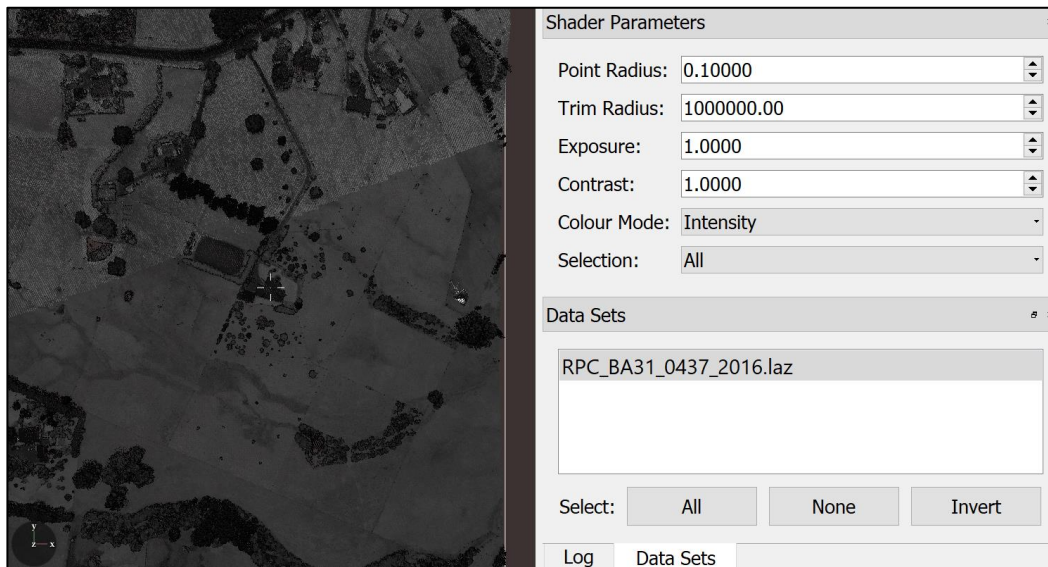 Shader Parameters
Point Radius: 0.10000
Trim Radius: 1000000.00
Exposure: 1.0000
Contrast: 1.0000
Colour Mode: Intensity
Selection: All
Data Sets
RPC_BA31_0437_2016.laz
Select: All None Invert
Log Data Sets
y
z x